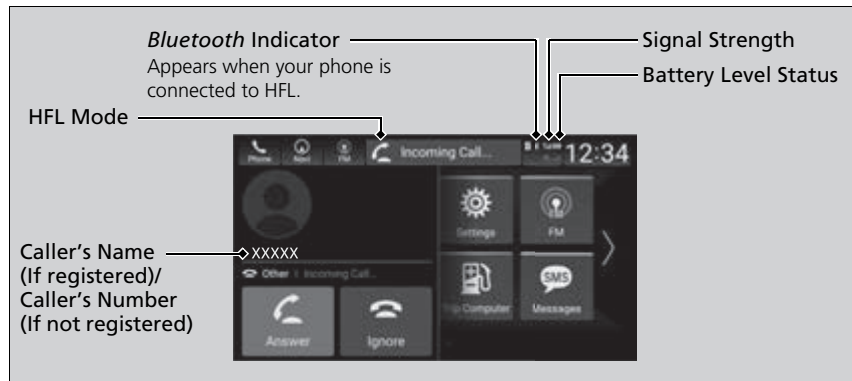 Bluetooth Indicator
Appears when your phone is
connected to HFL.
Signal Strength
Battery Level Status
HFL Mode
Phone
Navi
FM
Incoming Call...
12:34
Caller's Name
(If registered)/
Caller's Number
(If not registered)
XXXXX
Other Incoming Call...
Answer
Ignore
Settings
FM
Trip Computer
SMS
Messages